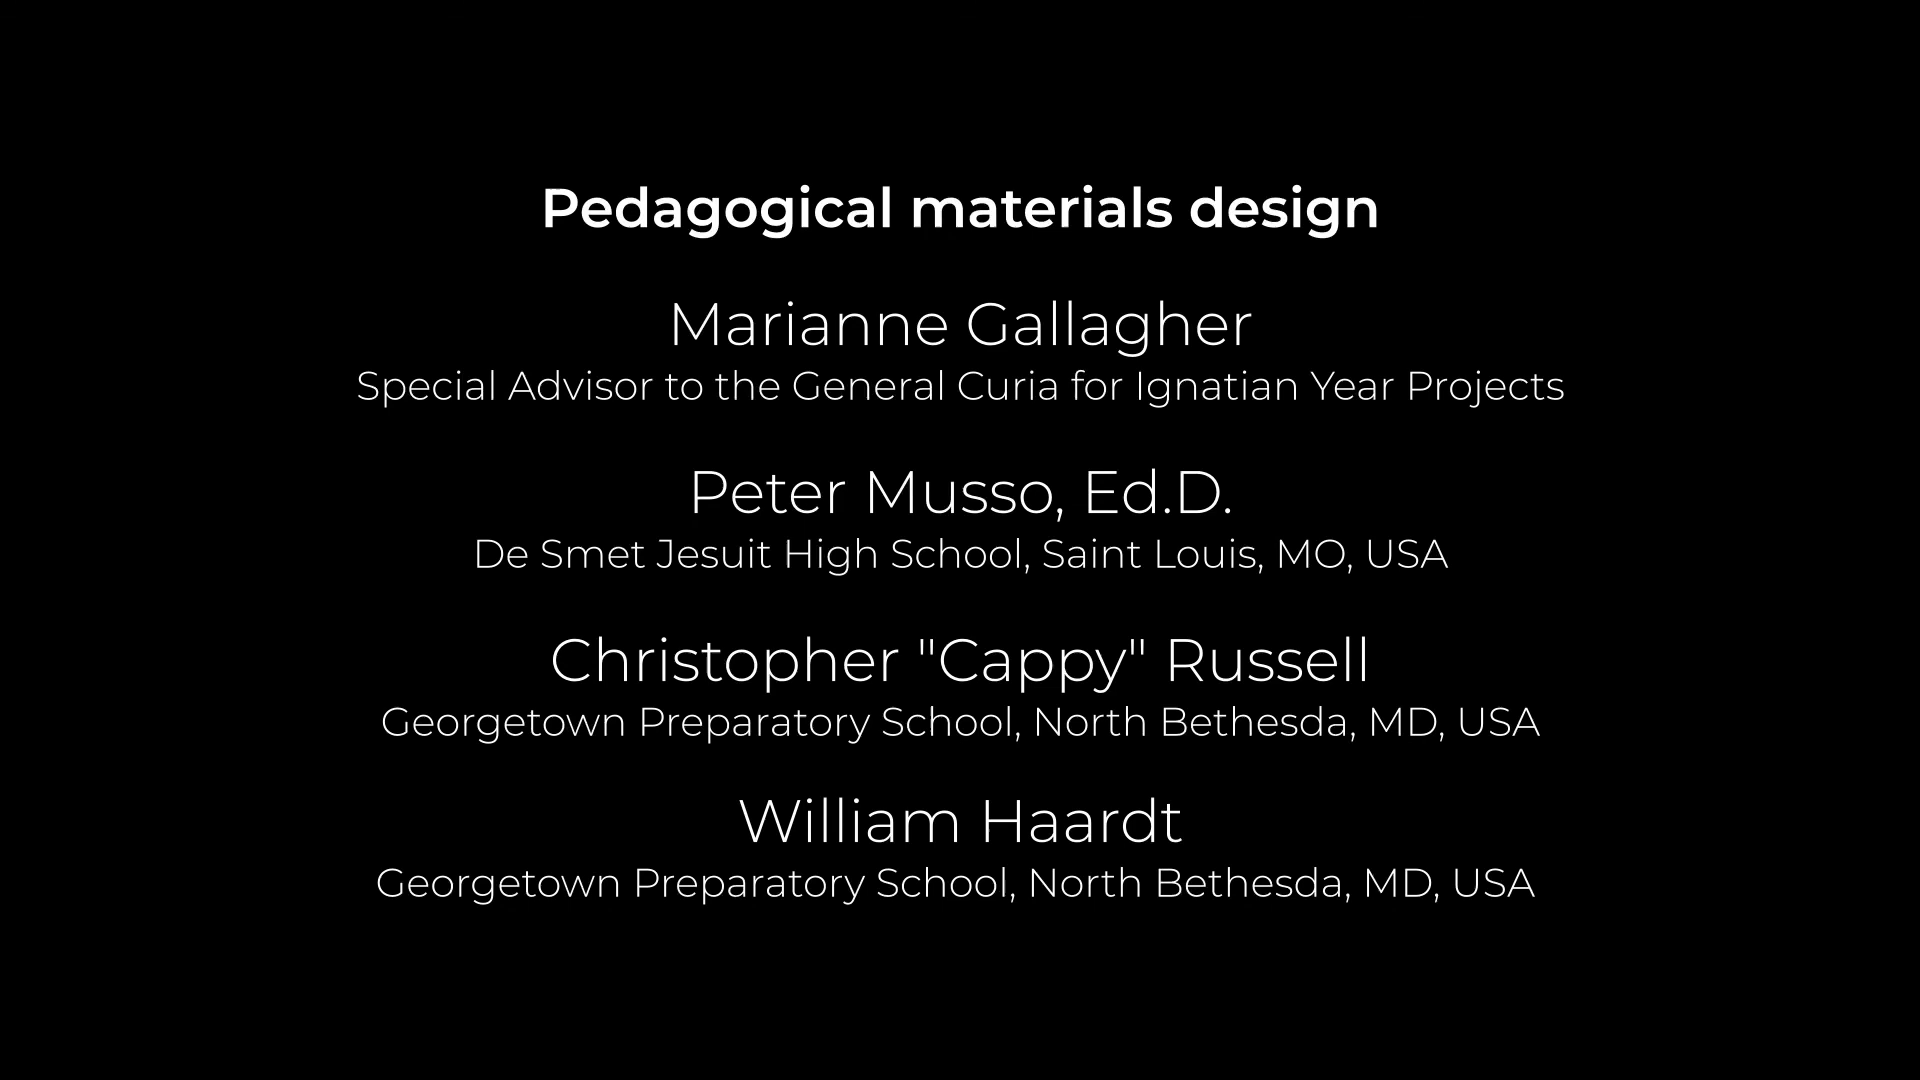 Pedagogical materials design
Marianne Gallagher
Special Advisor to the General Curia for Ignatian Year Projects
Peter Musso, Ed.D.
De Smet Jesuit High School, Saint Louis, MO, USA
Christopher "Cappy" Russell
Georgetown Preparatory School, North Bethesda, MD, USA
William Haardt
Georgetown Preparatory School, North Bethesda, MD, USA